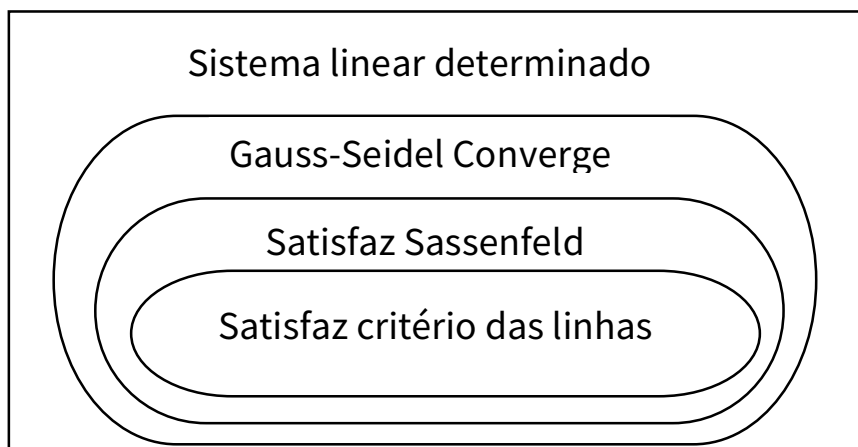 Sistema linear determinado
Gauss-Seidel Converge
Satisfaz Sassenfeld
Satisfaz critério das linhas